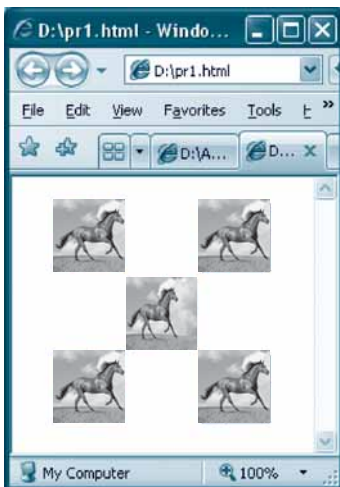 D:\pr1.html - Windo...
D:\pr1.html
File Edit View Favorites Tools »
D:\A... D... X
My Computer 100%